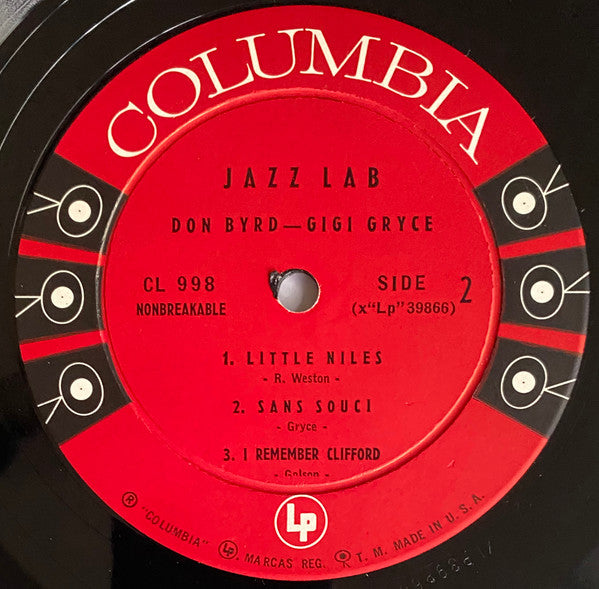 COLUMBIA
JAZZ LAB
DON BYRD—GIGI GRYCE
CL 998
NONBREAKABLE
SIDE 2
(x“Lp”39866)
1. LITTLE NILES
- R. Weston -
2. SANS SOUCI
- Gryce -
3. I REMEMBER CLIFFORD
- Golson -
Lp
® "COLUMBIA" Lp MARCAS REG. T. M. MADE IN U. S. A.